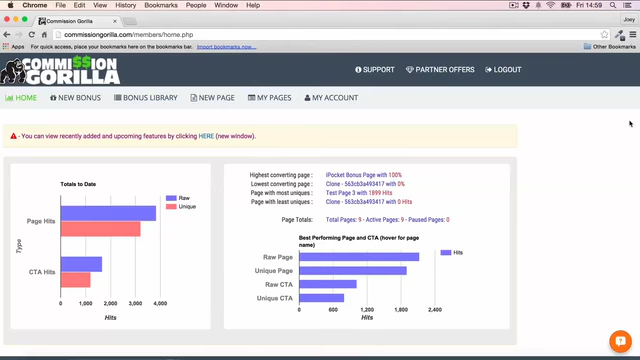 Chrome File Edit View History Bookmarks People Window Help Fri 14:59
Commission Gorilla Joey
commissiongorilla.com/members/home.php
Apps For quick access, place your bookmarks here on the bookmarks bar. Import bookmarks now... Other Bookmarks
COMMI$$ION
GORILLA
SUPPORT PARTNER OFFERS LOGOUT
HOME NEW BONUS BONUS LIBRARY NEW PAGE MY PAGES MY ACCOUNT
- You can view recently added and upcoming features by clicking HERE (new window).
Totals to Date
Raw
Unique
Page Hits
CTA Hits
Type
0 1,000 2,000 3,000 4,000
Hits
Highest converting page : iPocket Bonus Page with 100%
Lowest converting page : Clone - 563cb3a493417 with 0%
Page with most uniques : Test Page 3 with 1899 Hits
Page with least uniques : Clone - 563cb3a493417 with 0 Hits
Page Totals: Total Pages: 9 - Active Pages: 9 - Paused Pages: 0
Best Performing Page and CTA (hover for page
name)
Hits
Raw Page
Unique Page
Raw CTA
Unique CTA
0 600 1,200 1,800 2,400
Hits